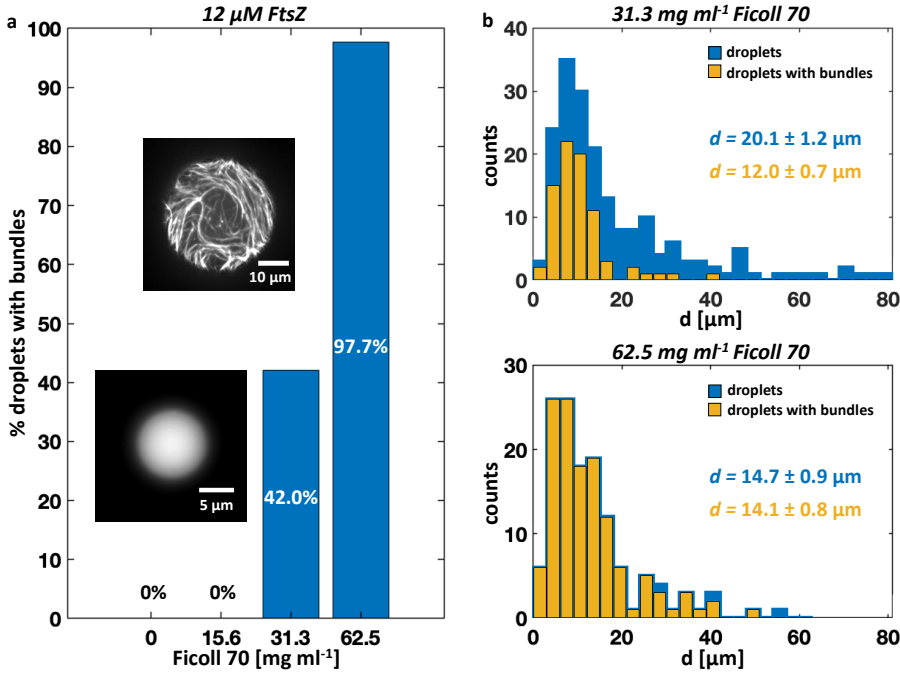 a
12 μM FtsZ
% droplets with bundles
100
90
80
70
60
50
40
30
20
10
0
10 μm
5 μm
0%
0%
42.0%
97.7%
0 15.6 31.3 62.5
Ficoll 70 [mg ml⁻¹]
b
31.3 mg ml⁻¹ Ficoll 70
counts
40
30
20
10
0
droplets
droplets with bundles
d = 20.1 ± 1.2 μm
d = 12.0 ± 0.7 μm
0 20 40 60 80
d [μm]
62.5 mg ml⁻¹ Ficoll 70
counts
30
20
10
0
droplets
droplets with bundles
d = 14.7 ± 0.9 μm
d = 14.1 ± 0.8 μm
0 20 40 60 80
d [μm]